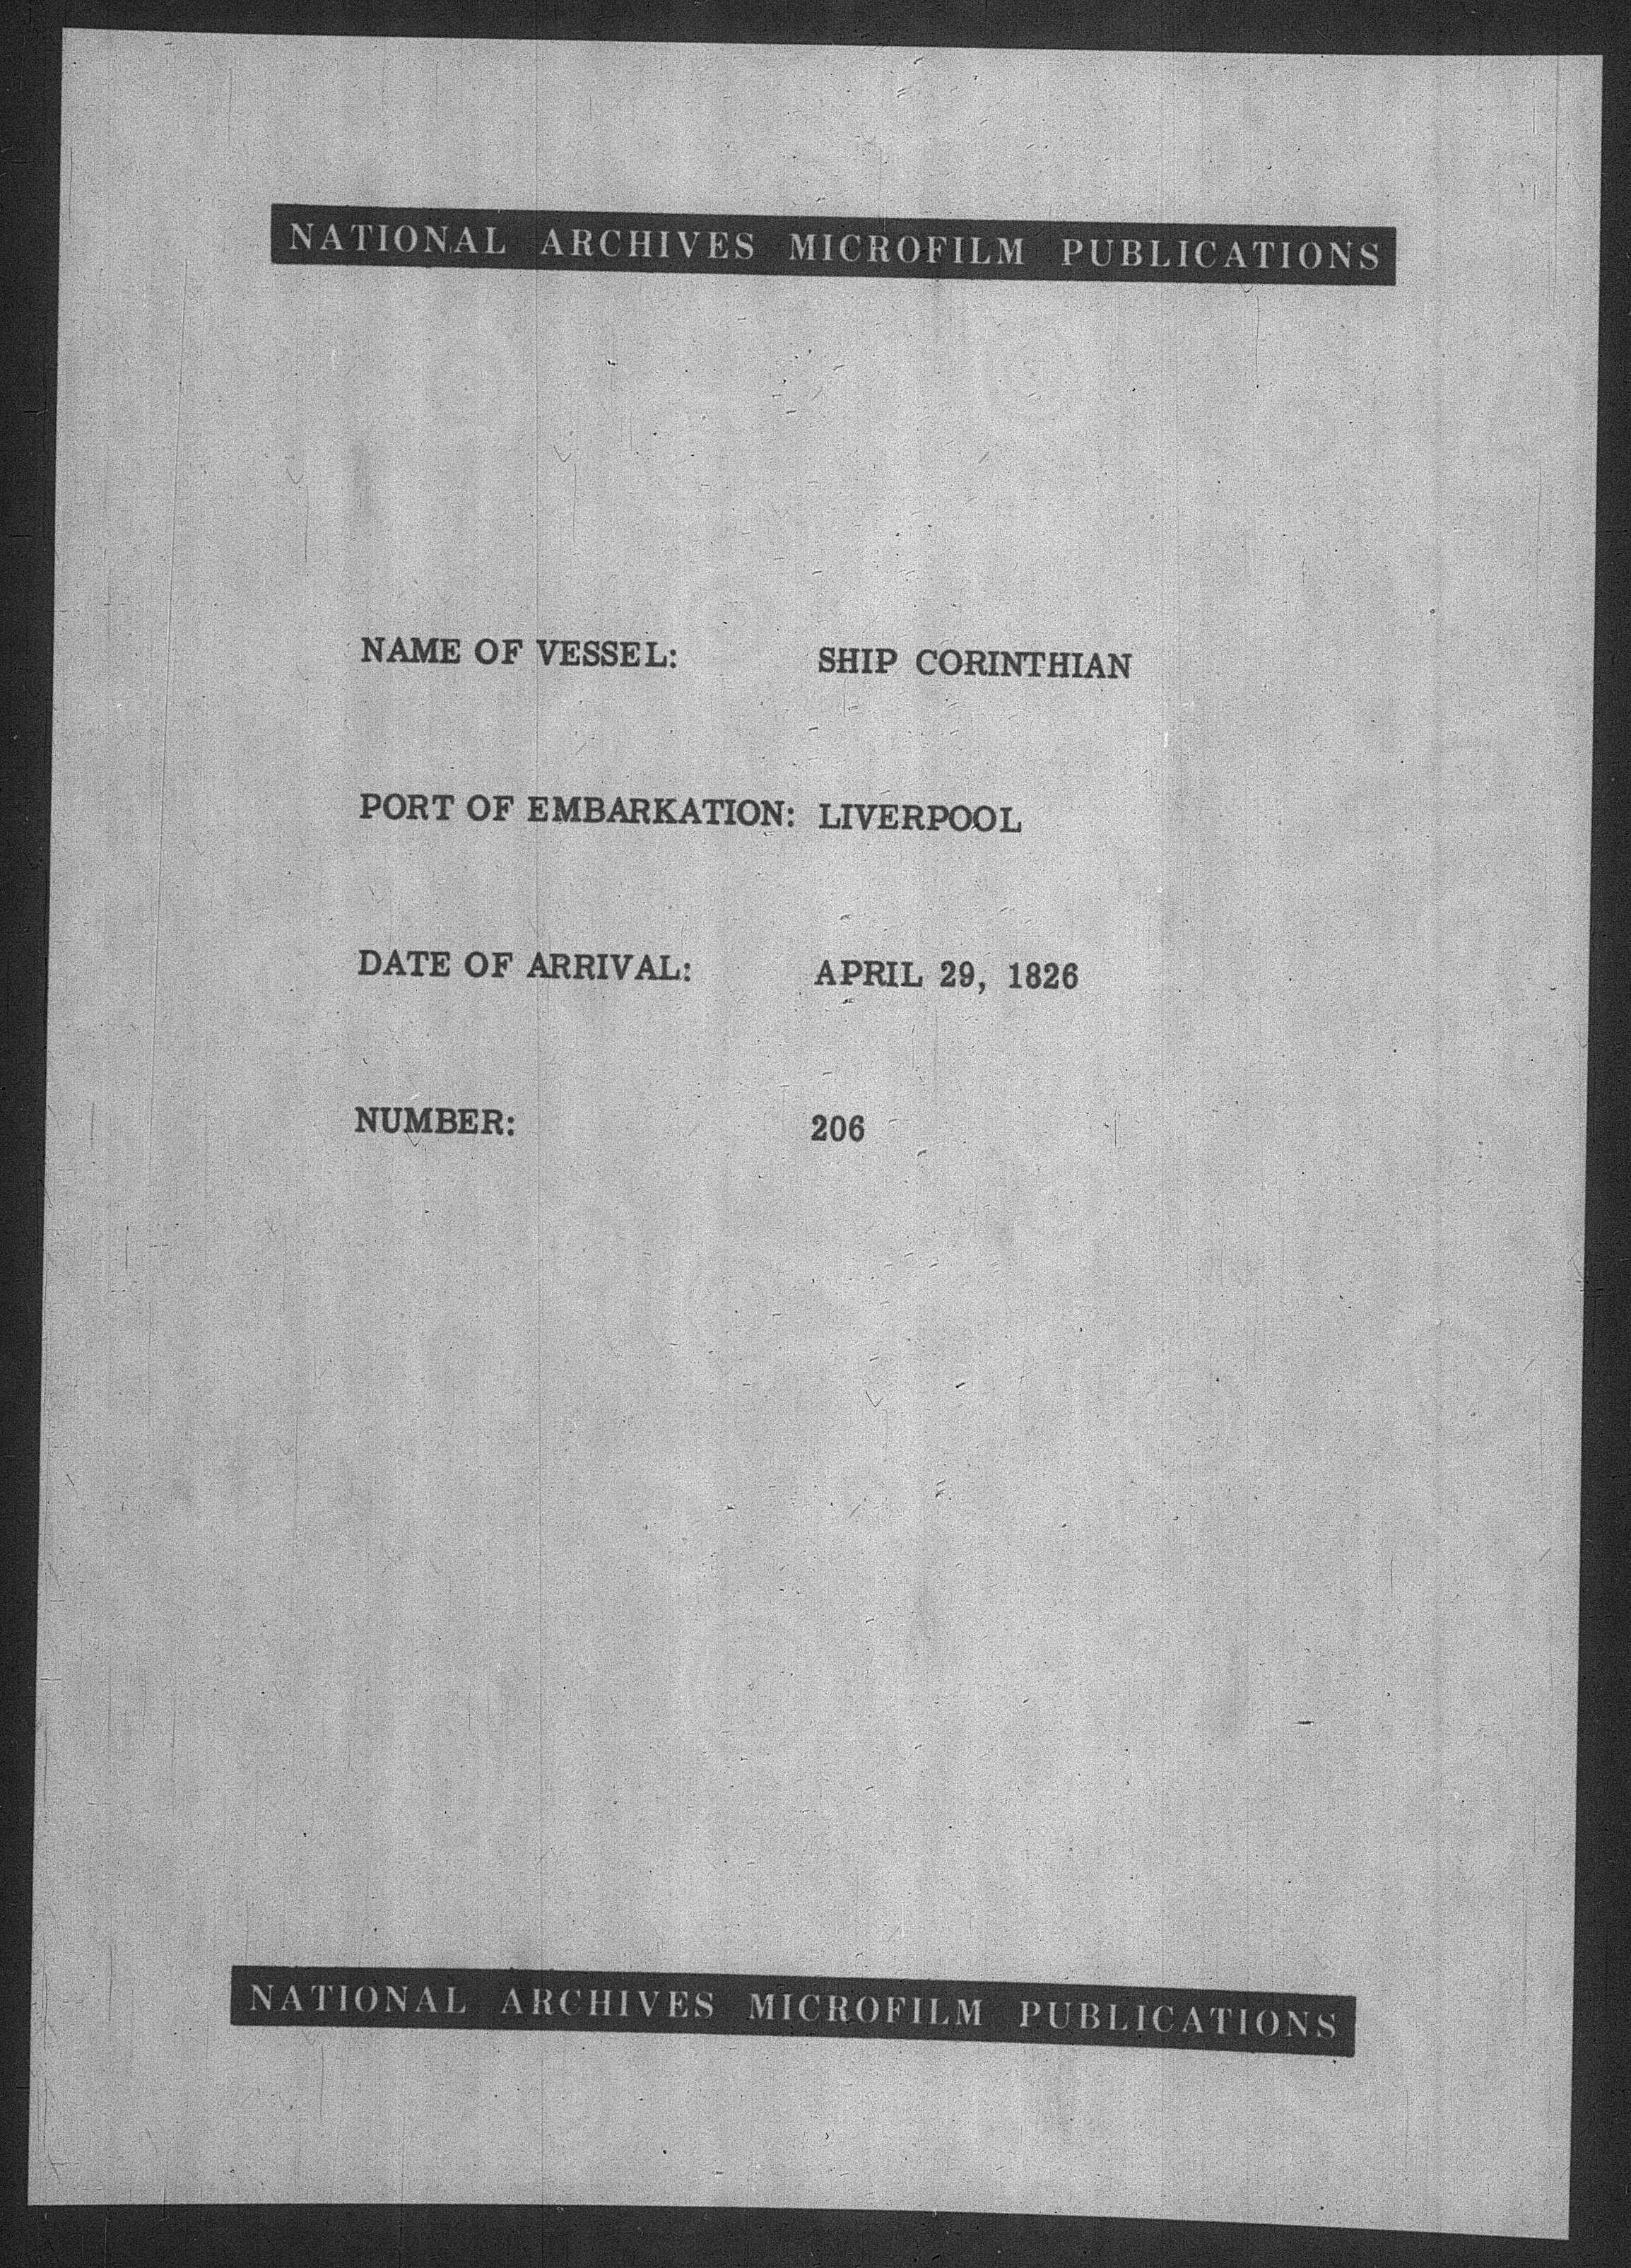 NATIONAL ARCHIVES MICROFILM PUBLICATIONS
NAME OF VESSEL: SHIP CORINTHIAN
PORT OF EMBARKATION: LIVERPOOL
DATE OF ARRIVAL: APRIL 29, 1826
NUMBER: 206
NATIONAL ARCHIVES MICROFILM PUBLICATIONS